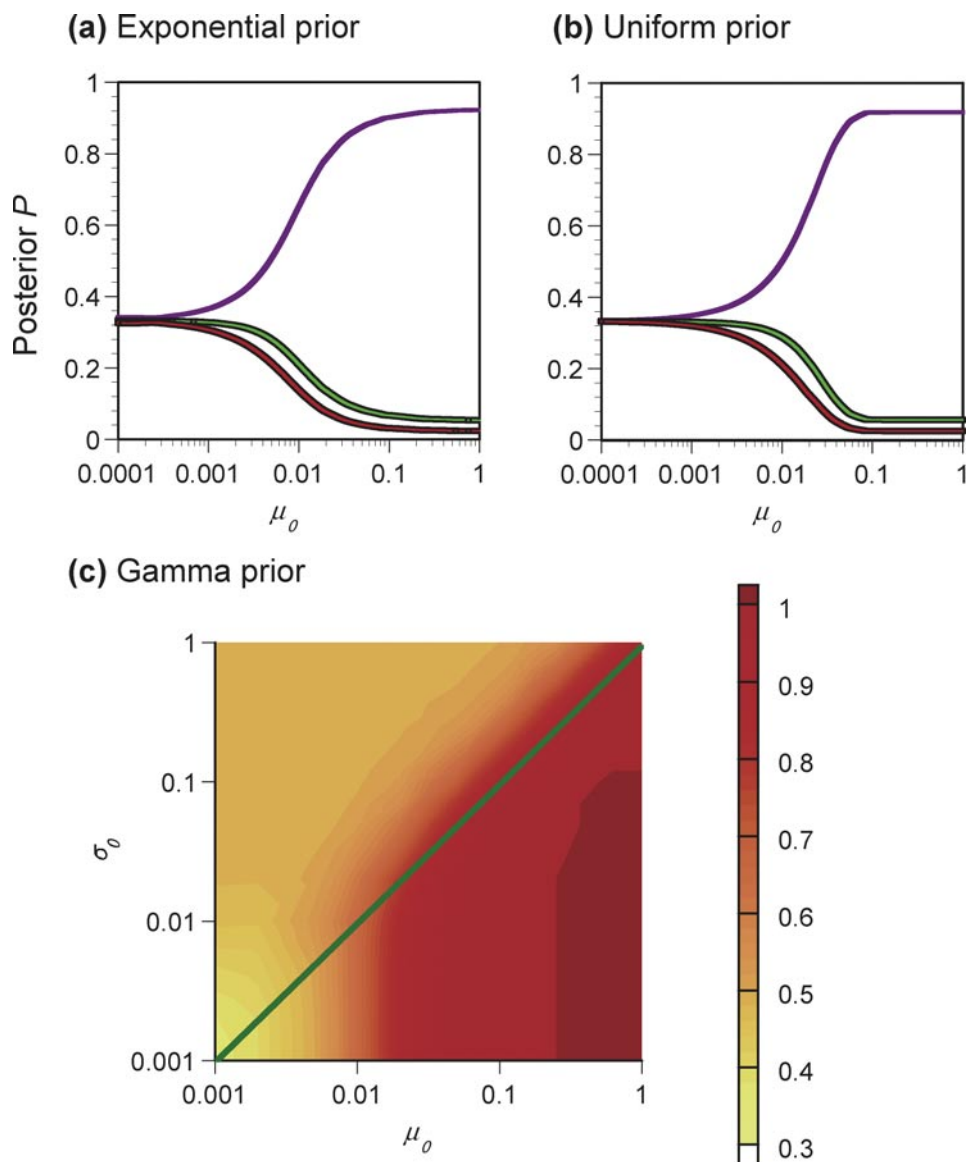 (a) Exponential prior
(b) Uniform prior
Posterior P
1
0.8
0.6
0.4
0.2
0
0.0001 0.001 0.01 0.1 1
μ0
1
0.8
0.6
0.4
0.2
0
0.0001 0.001 0.01 0.1 1
μ0
(c) Gamma prior
σ0
1
0.1
0.01
0.001
0.001 0.01 0.1 1
μ0
1
0.9
0.8
0.7
0.6
0.5
0.4
0.3